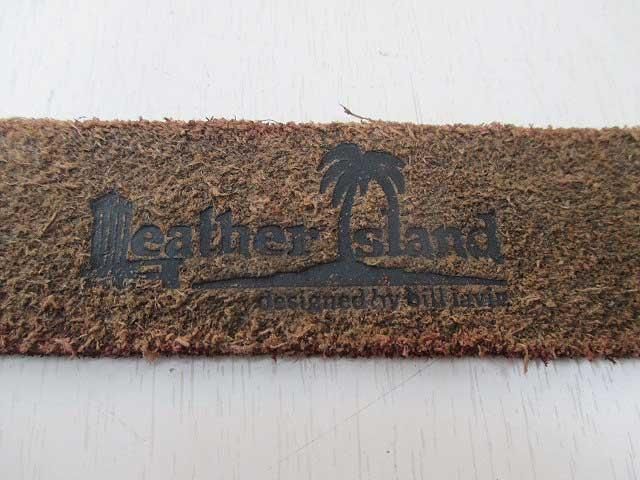 Leather Island
designed by bill lavin